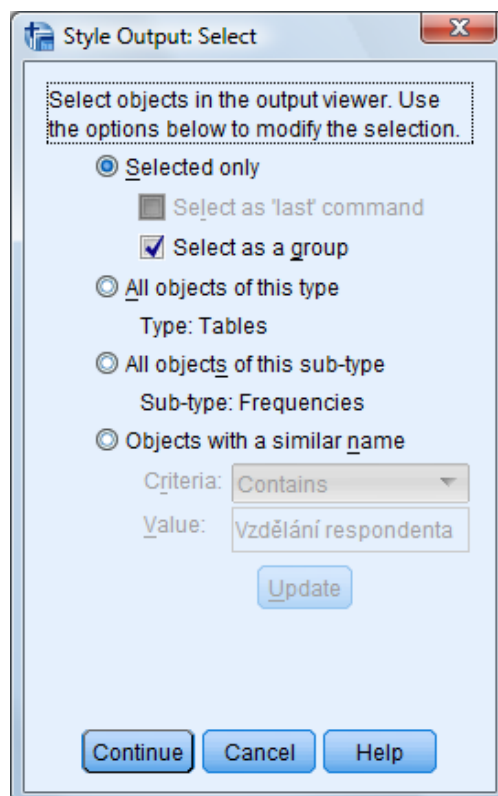 Style Output: Select
Select objects in the output viewer. Use
the options below to modify the selection.
Selected only
Select as 'last' command
Select as a group
All objects of this type
Type: Tables
All objects of this sub-type
Sub-type: Frequencies
Objects with a similar name
Criteria: Contains
Value: Vzdělání respondenta
Update
Continue Cancel Help